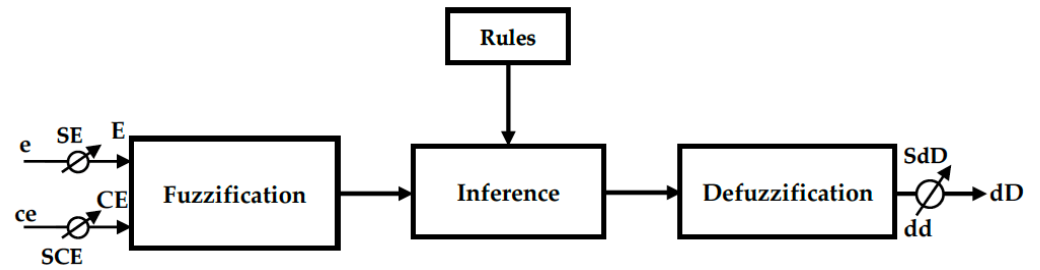 Rules
SE
E
e
Fuzzification
Inference
Defuzzification
SdD
dD
dd
ce
CE
SCE